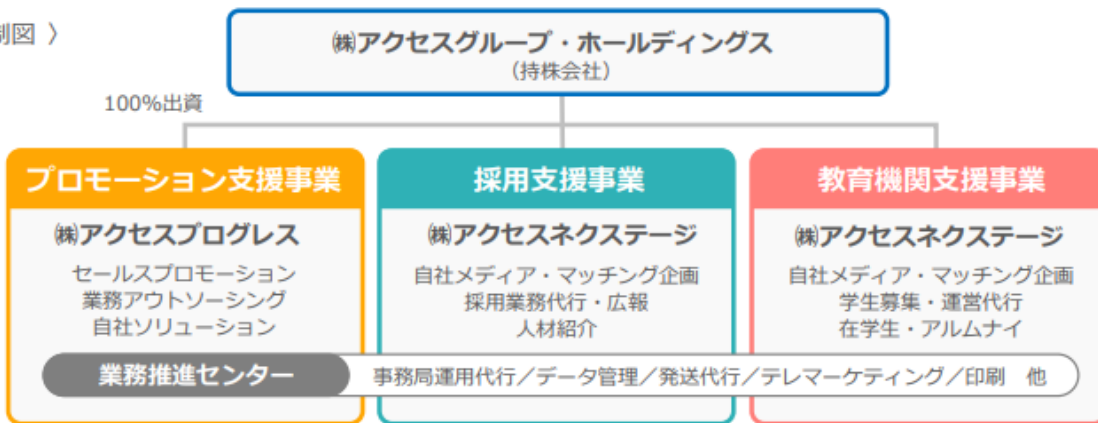 制図 〉
㈱アクセスグループ・ホールディングス
（持株会社）
100%出資
プロモーション支援事業
㈱アクセスプログレス
セールスプロモーション
業務アウトソーシング
自社ソリューション
採用支援事業
㈱アクセスネクステージ
自社メディア・マッチング企画
採用業務代行・広報
人材紹介
教育機関支援事業
㈱アクセスネクステージ
自社メディア・マッチング企画
学生募集・運営代行
在学生・アルムナイ
業務推進センター
事務局運用代行／データ管理／発送代行／テレマーケティング／印刷　他